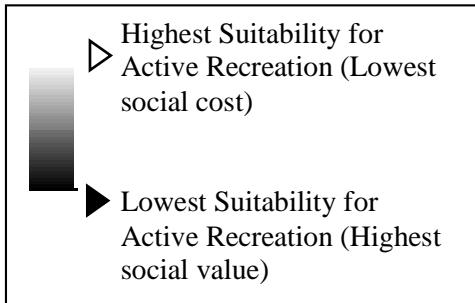 Highest Suitability for
Active Recreation (Lowest
social cost)
Lowest Suitability for
Active Recreation (Highest
social value)